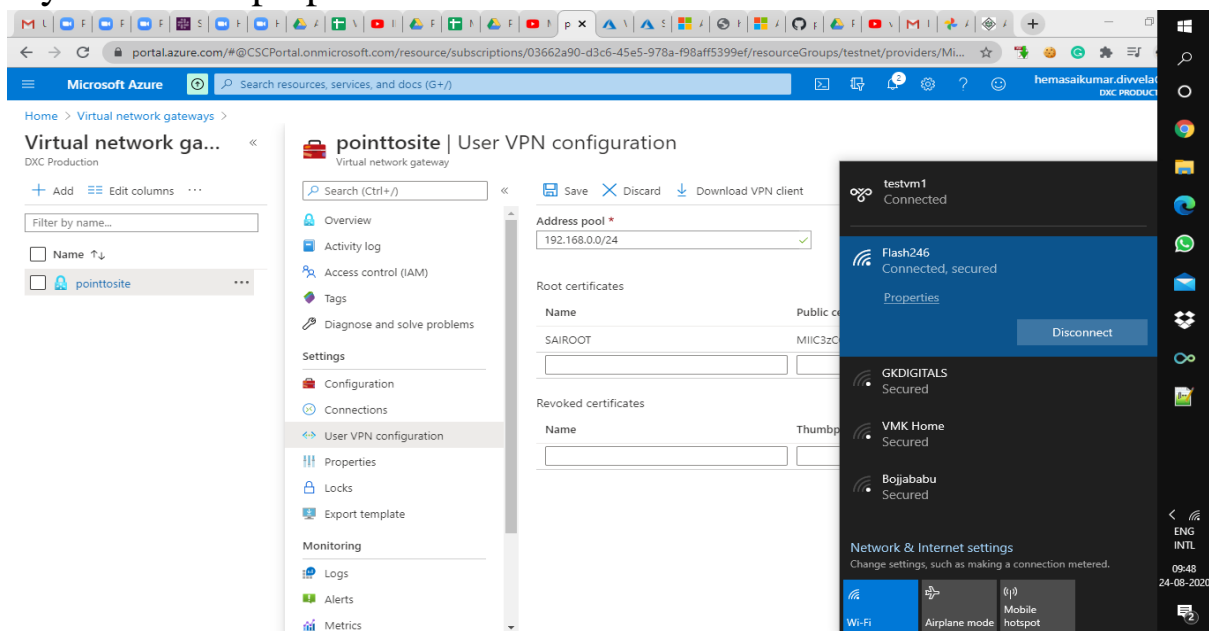 portal.azure.com/#@CSCPortal.onmicrosoft.com/resource/subscriptions/03662a90-d3c6-45e5-978a-f98aff5399ef/resourceGroups/testnet/providers/Mi...
Microsoft Azure
Search resources, services, and docs (G+/)
2
hemasaikumar.divvela
DXC PRODUCT
Home > Virtual network gateways >
Virtual network ga...
DXC Production
+ Add
Edit columns
...
Filter by name...
Name ↑↓
pointtosite
...
pointtosite | User VPN configuration
Virtual network gateway
Search (Ctrl+/)
Overview
Activity log
Access control (IAM)
Tags
Diagnose and solve problems
Settings
Configuration
Connections
User VPN configuration
Properties
Locks
Export template
Monitoring
Logs
Alerts
Metrics
Save
Discard
Download VPN client
Address pool *
192.168.0.0/24
Root certificates
Name
Public ce
SAIROOT
MIIC3zC
Revoked certificates
Name
Thumbp
testvm1
Connected
Flash246
Connected, secured
Properties
Disconnect
GKDIGITALS
Secured
VMK Home
Secured
Bojjababu
Secured
Network & Internet settings
Change settings, such as making a connection metered.
Wi-Fi
Airplane mode
Mobile
hotspot
ENG
INTL
09:48
24-08-2020
2